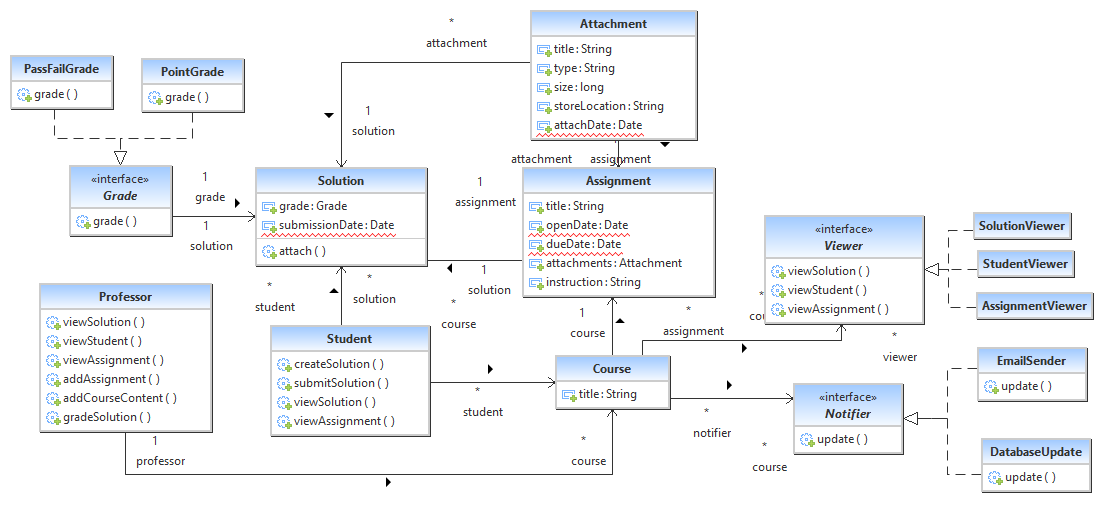 Attachment
title: String
type: String
size: long
storeLocation: String
attachDate: Date
*
attachment
1
solution
attachment
assignment
PassFailGrade
grade ( )
PointGrade
grade ( )
«interface»
Grade
grade ( )
1
grade
1
solution
Solution
grade: Grade
submissionDate: Date
attach ( )
1
assignment
1
solution
Assignment
title: String
openDate: Date
dueDate: Date
attachments: Attachment
instruction: String
«interface»
Viewer
viewSolution ( )
viewStudent ( )
viewAssignment ( )
SolutionViewer
StudentViewer
AssignmentViewer
Professor
viewSolution ( )
viewStudent ( )
viewAssignment ( )
addAssignment ( )
addCourseContent ( )
gradeSolution ( )
*
student
*
solution
Student
createSolution ( )
submitSolution ( )
viewSolution ( )
viewAssignment ( )
*
course
*
student
1
course
*
assignment
*
cou
*
viewer
Course
title: String
*
notifier
*
course
«interface»
Notifier
update ( )
EmailSender
update ( )
DatabaseUpdate
update ( )
1
professor
*
course